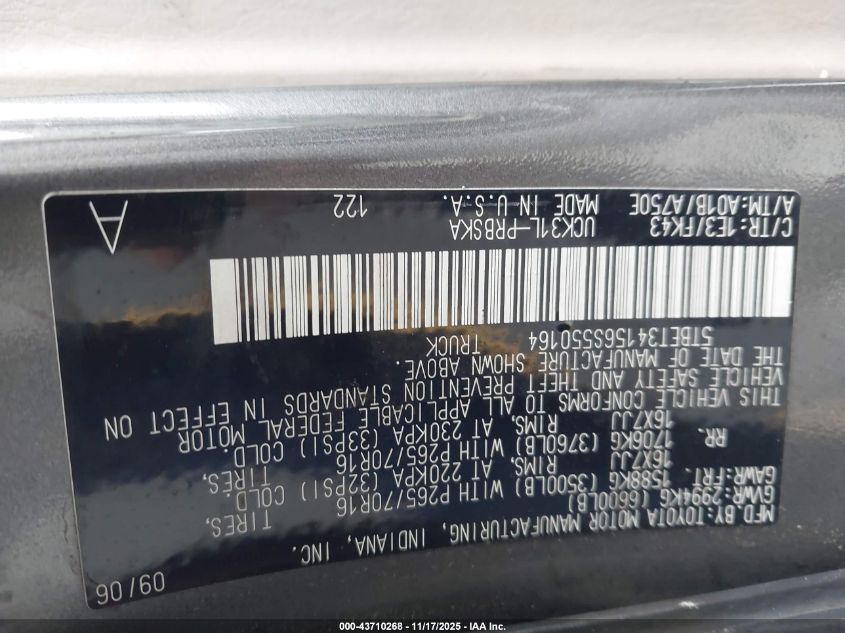 MFD.BY:TOYOTA MOTOR MANUFACTURING, INDIANA, INC. 09/06
GVWR:2994KG (6600LB)
GAWR:FRT. 1588KG (3500LB) WITH P265/70R16 TIRES,
16X7JJ RIMS, AT 220KPA (32PSI) COLD.
RR. 1706KG (3760LB) WITH P265/70R16 TIRES,
16X7JJ RIMS, AT 230KPA (33PSI) COLD.
THIS VEHICLE CONFORMS TO ALL APPLICABLE FEDERAL MOTOR
VEHICLE SAFETY AND THEFT PREVENTION STANDARDS IN EFFECT ON
THE DATE OF MANUFACTURE SHOWN ABOVE.
5TBET34156S550164 TRUCK
C/TR: 1E3/FK43 UCK31L-PRBSKA
A/TM: A01B/A750E MADE IN U.S.A. 122
A
000-43710268 - 11/17/2025 - IAA Inc.